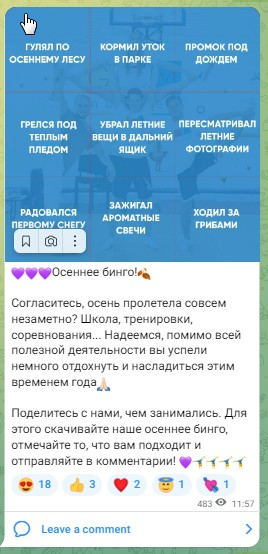 ГУЛЯЛ ПО ОСЕННЕМУ ЛЕСУ
КОРМИЛ УТОК В ПАРКЕ
ПРОМОК ПОД ДОЖДЕМ
ГРЕЛСЯ ПОД ТЕПЛЫМ ПЛЕДОМ
УБРАЛ ЛЕТНИЕ ВЕЩИ В ДАЛЬНИЙ ЯЩИК
ПЕРЕСМАТРИВАЛ ЛЕТНИЕ ФОТОГРАФИИ
РАДОВАЛСЯ ПЕРВОМУ СНЕГУ
ЗАЖИГАЛ АРОМАТНЫЕ СВЕЧИ
ХОДИЛ ЗА ГРИБАМИ
💜💜💜Осеннее бинго!🍂
Согласитесь, осень пролетела совсем
незаметно? Школа, тренировки,
соревнования... Надеемся, помимо всей
полезной деятельности вы успели
немного отдохнуть и насладиться этим
временем года🙏🏻
Поделитесь с нами, чем занимались. Для
этого скачивайте наше осеннее бинго,
отмечайте то, что вам подходит и
отправляйте в комментарии! 💜🤸‍♂️🤸‍♂️🤸‍♂️🤸‍♂️
😍 18 👍 3 ❤️ 2 😇 1 💘 1
483 11:57
Leave a comment